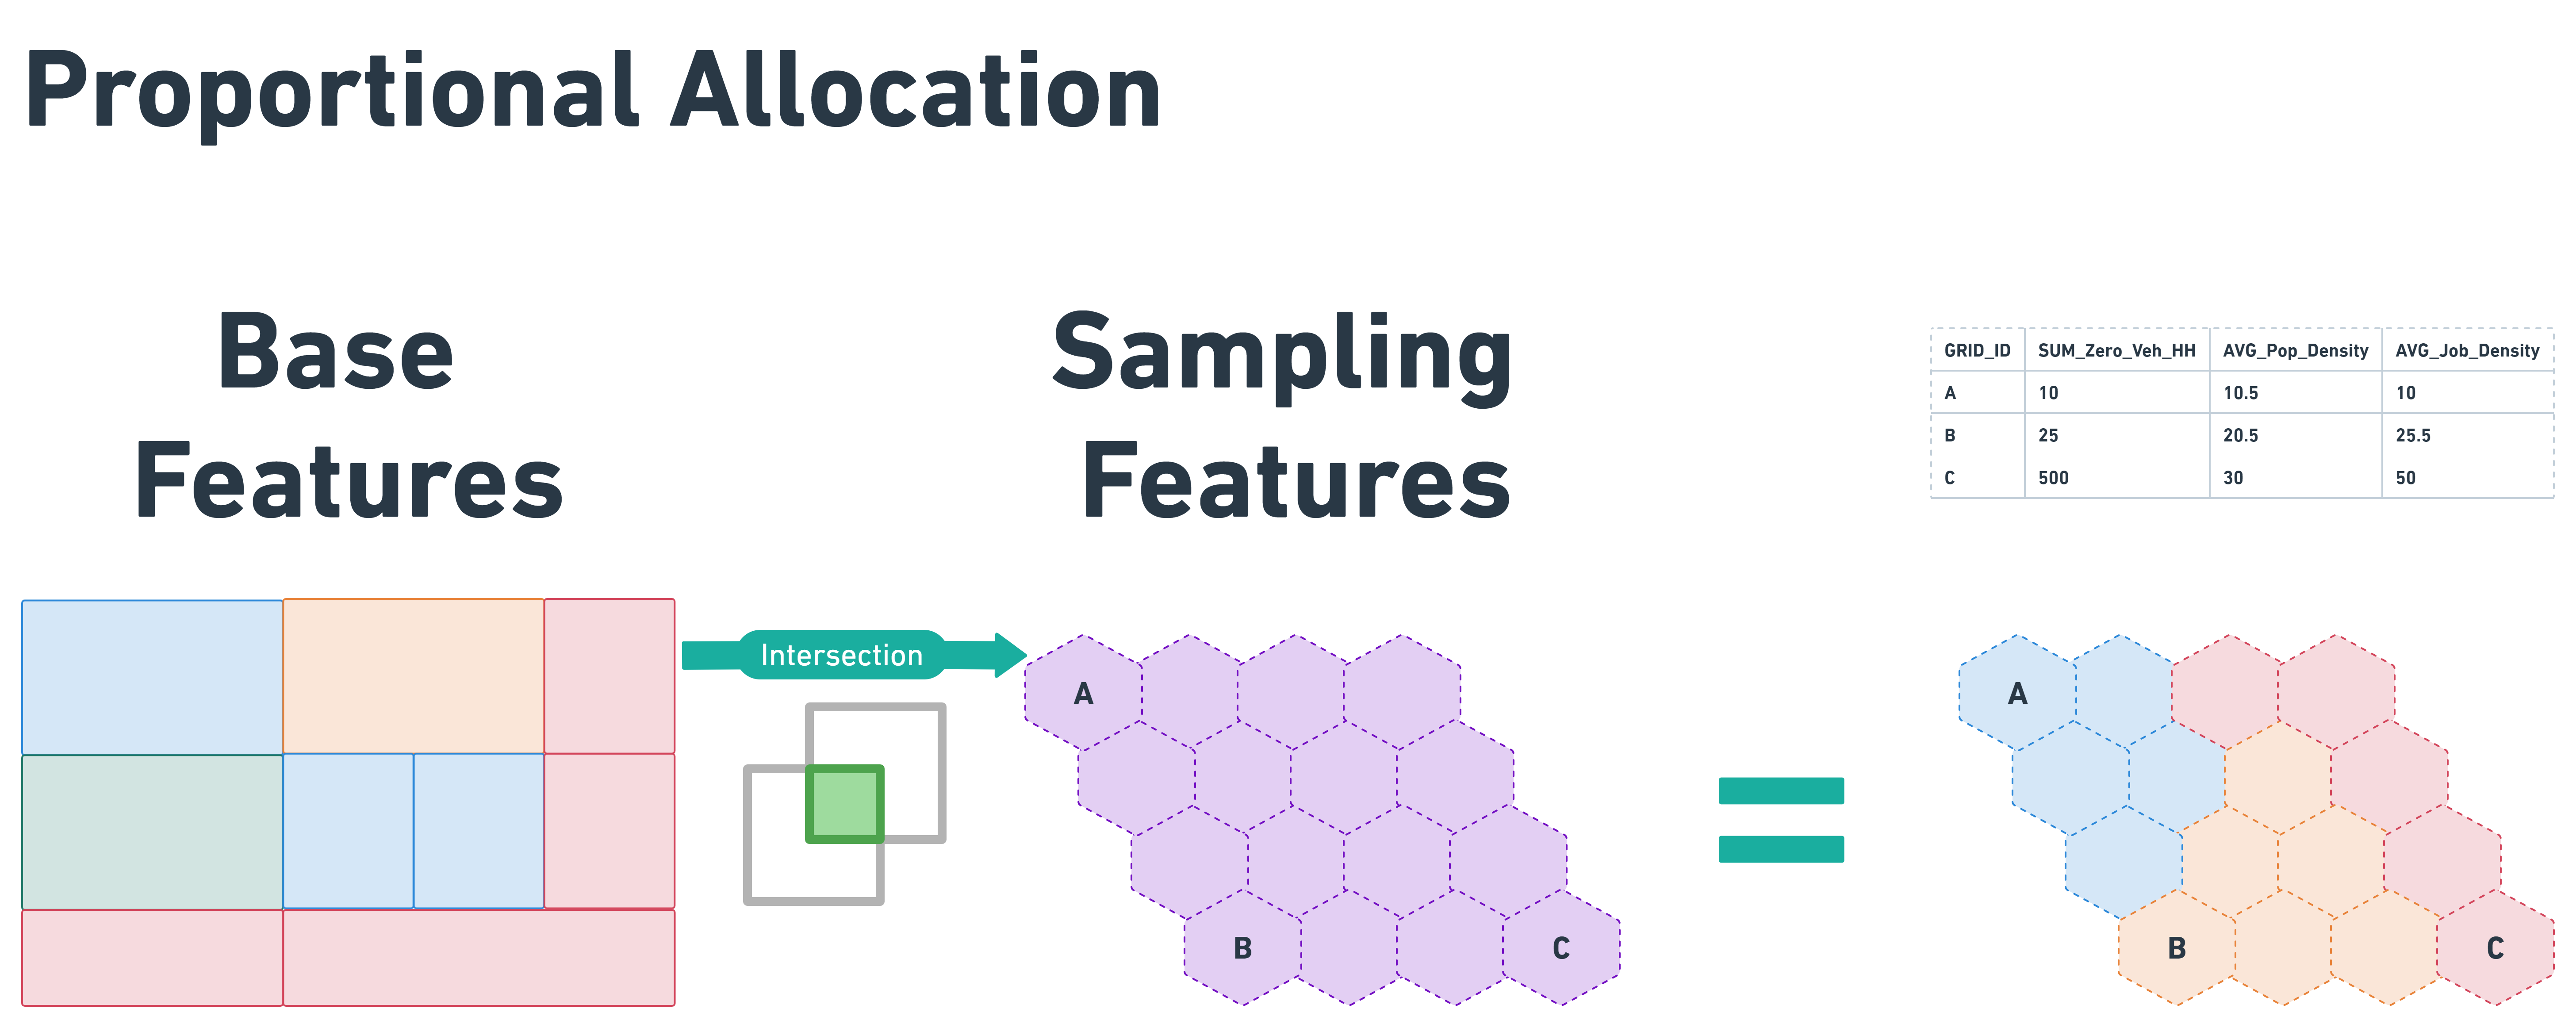 Proportional Allocation
Base
Features
Sampling
Features
GRID_ID SUM_Zero_Veh_HH AVG_Pop_Density AVG_Job_Density
A 10 10.5 10
B 25 20.5 25.5
C 500 30 50
Intersection
A
B
C
A
B
C